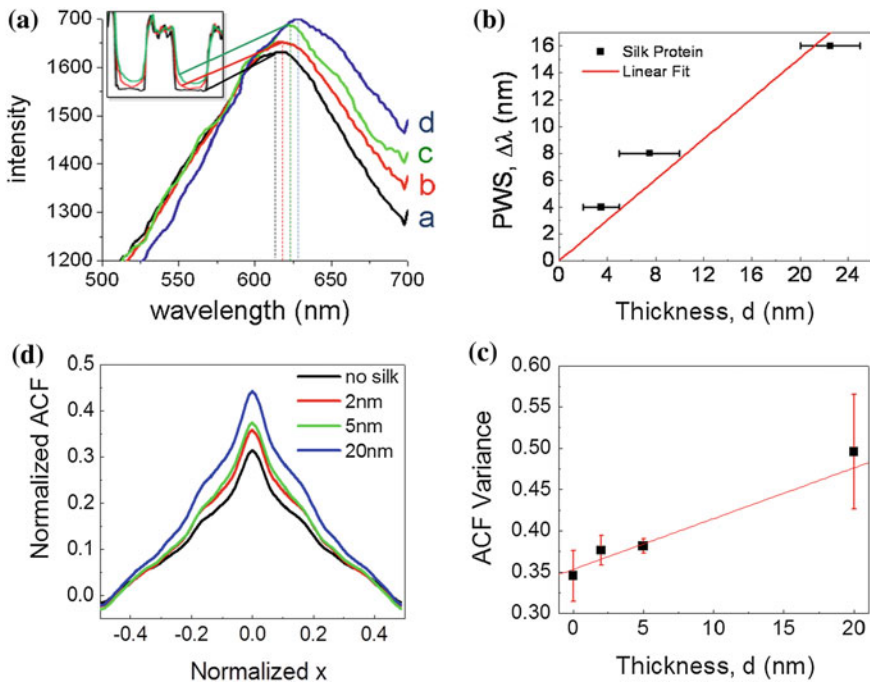 (a)
1700
1600
1500
1400
1300
1200
intensity
500 550 600 650 700
wavelength (nm)
d
c
b
a
(b)
16
14
12
10
8
6
4
2
0
PWS, Δλ (nm)
Silk Protein
Linear Fit
0 4 8 12 16 20 24
Thickness, d (nm)
(d)
0.5
0.4
0.3
0.2
0.1
0.0
Normalized ACF
no silk
2nm
5nm
20nm
-0.4 -0.2 0.0 0.2 0.4
Normalized x
(c)
0.60
0.55
0.50
0.45
0.40
0.35
0.30
ACF Variance
0 5 10 15 20
Thickness, d (nm)